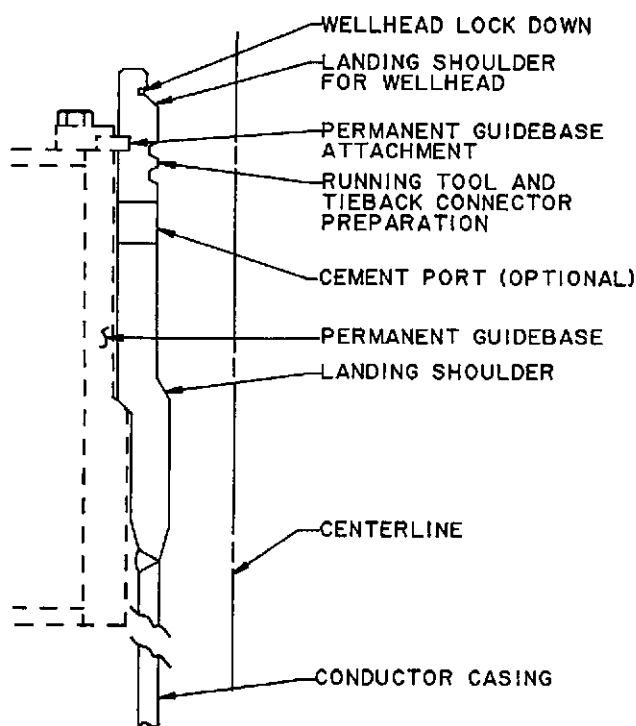 WELLHEAD LOCK DOWN
LANDING SHOULDER
FOR WELLHEAD
PERMANENT GUIDEBASE
ATTACHMENT
RUNNING TOOL AND
TIEBACK CONNECTOR
PREPARATION
CEMENT PORT (OPTIONAL)
PERMANENT GUIDEBASE
LANDING SHOULDER
CENTERLINE
CONDUCTOR CASING